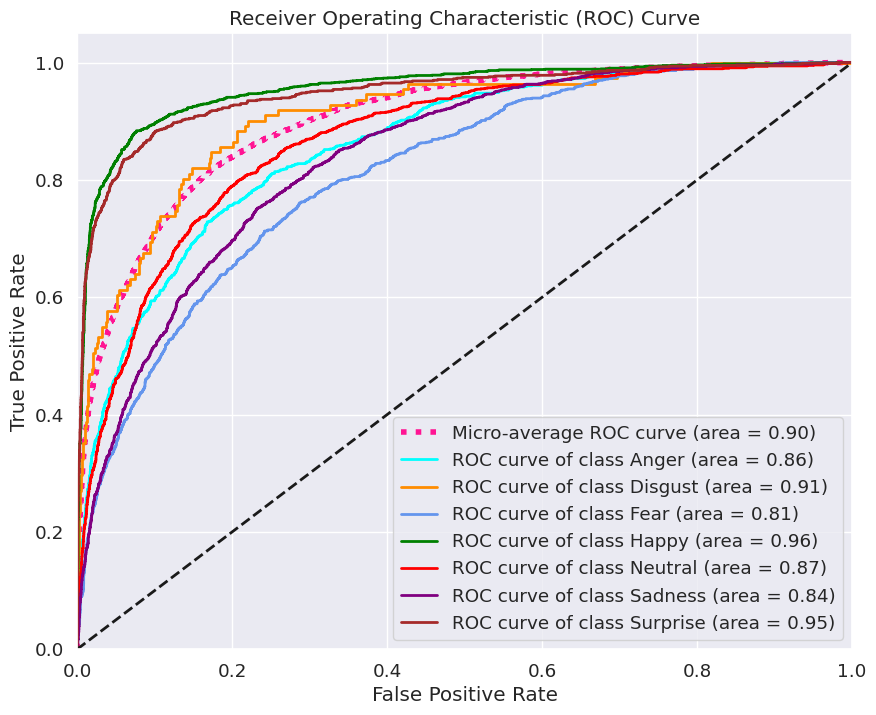 Receiver Operating Characteristic (ROC) Curve
True Positive Rate
1.0
0.8
0.6
0.4
0.2
0.0
Micro-average ROC curve (area = 0.90)
ROC curve of class Anger (area = 0.86)
ROC curve of class Disgust (area = 0.91)
ROC curve of class Fear (area = 0.81)
ROC curve of class Happy (area = 0.96)
ROC curve of class Neutral (area = 0.87)
ROC curve of class Sadness (area = 0.84)
ROC curve of class Surprise (area = 0.95)
0.0 0.2 0.4 0.6 0.8 1.0
False Positive Rate